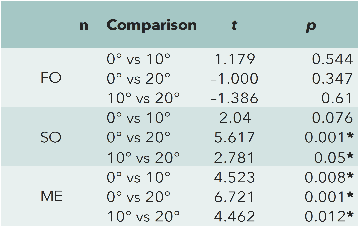 n Comparison t p
0° vs 10° 1.179 0.544
FO 0° vs 20° -1.000 0.347
10° vs 20° -1.386 0.61
0° vs 10° 2.04 0.076
SO 0° vs 20° 5.617 0.001*
10° vs 20° 2.781 0.05*
0° vs 10° 4.523 0.008*
ME 0° vs 20° 6.721 0.001*
10° vs 20° 4.462 0.012*